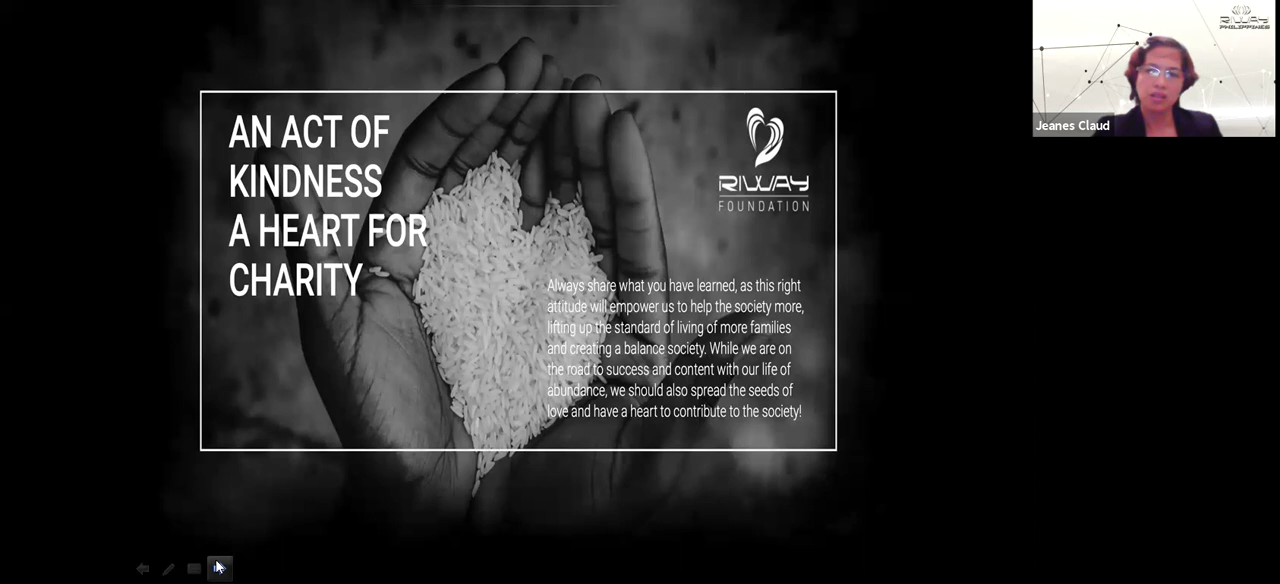 AN ACT OF
KINDNESS
A HEART FOR
CHARITY
RIWAY
FOUNDATION
Always share what you have learned, as this right
attitude will empower us to help the society more,
lifting up the standard of living of more families
and creating a balance society. While we are on
the road to success and content with our life of
abundance, we should also spread the seeds of
love and have a heart to contribute to the society!
RIWAY
PHILIPPINES
Jeanes Claud